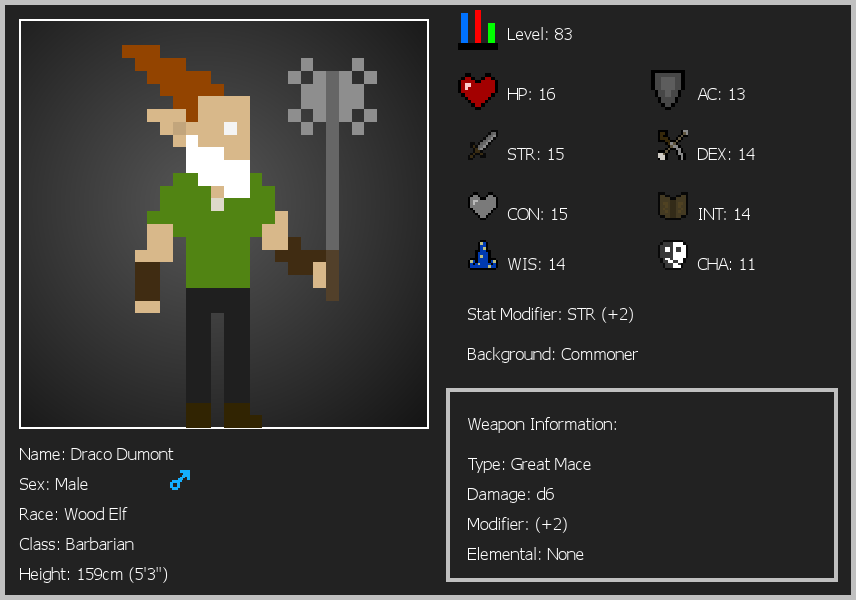 Level: 83
HP: 16
AC: 13
STR: 15
DEX: 14
CON: 15
INT: 14
WIS: 14
CHA: 11
Stat Modifier: STR (+2)
Background: Commoner
Weapon Information:
Type: Great Mace
Damage: d6
Modifier: (+2)
Elemental: None
Name: Draco Dumont
Sex: Male
Race: Wood Elf
Class: Barbarian
Height: 159cm (5'3")